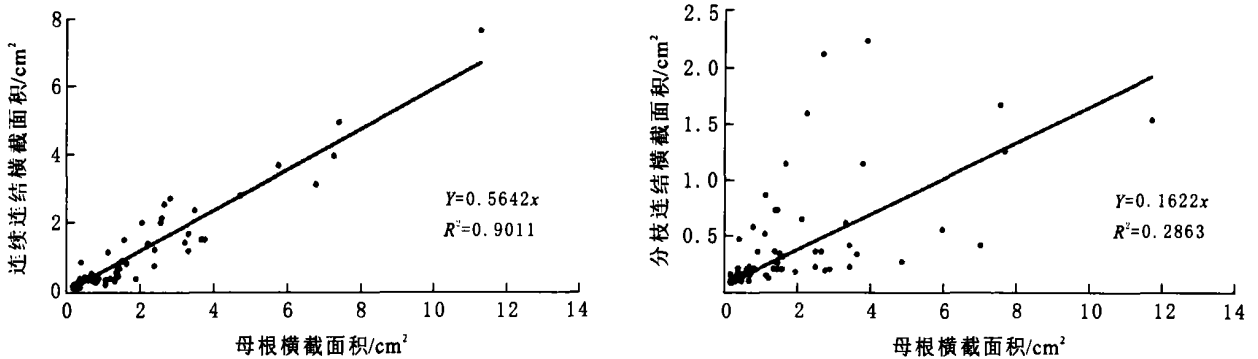 8
6
4
2
0
连续连结横截面积/cm²
Y=0.5642x
R²=0.9011
0 2 4 6 8 10 12 14
母根横截面积/cm²
2.5
2.0
1.5
1.0
0.5
分枝连结横截面积/cm²
Y=0.1622x
R²=0.2863
0 2 4 6 8 10 12 14
母根横截面积/cm²